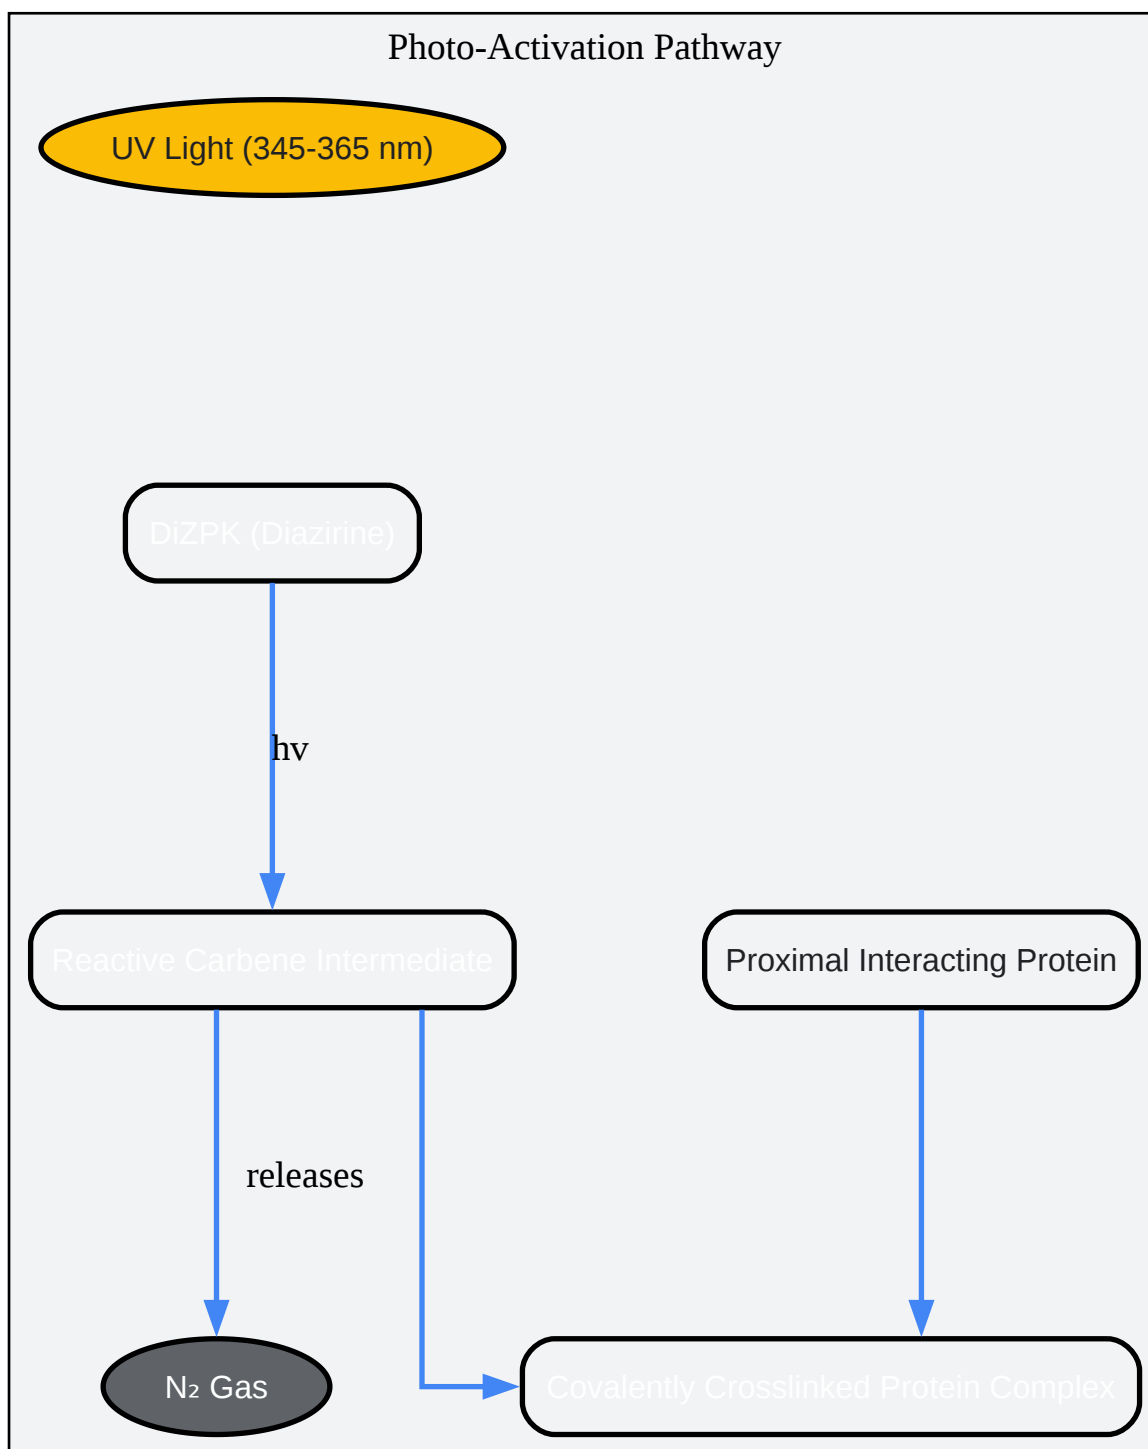 Photo-Activation Pathway
UV Light (345-365 nm)
DiZPK (Diazirine)
hv
Reactive Carbene Intermediate
Proximal Interacting Protein
releases
N₂ Gas
Covalently Crosslinked Protein Complex